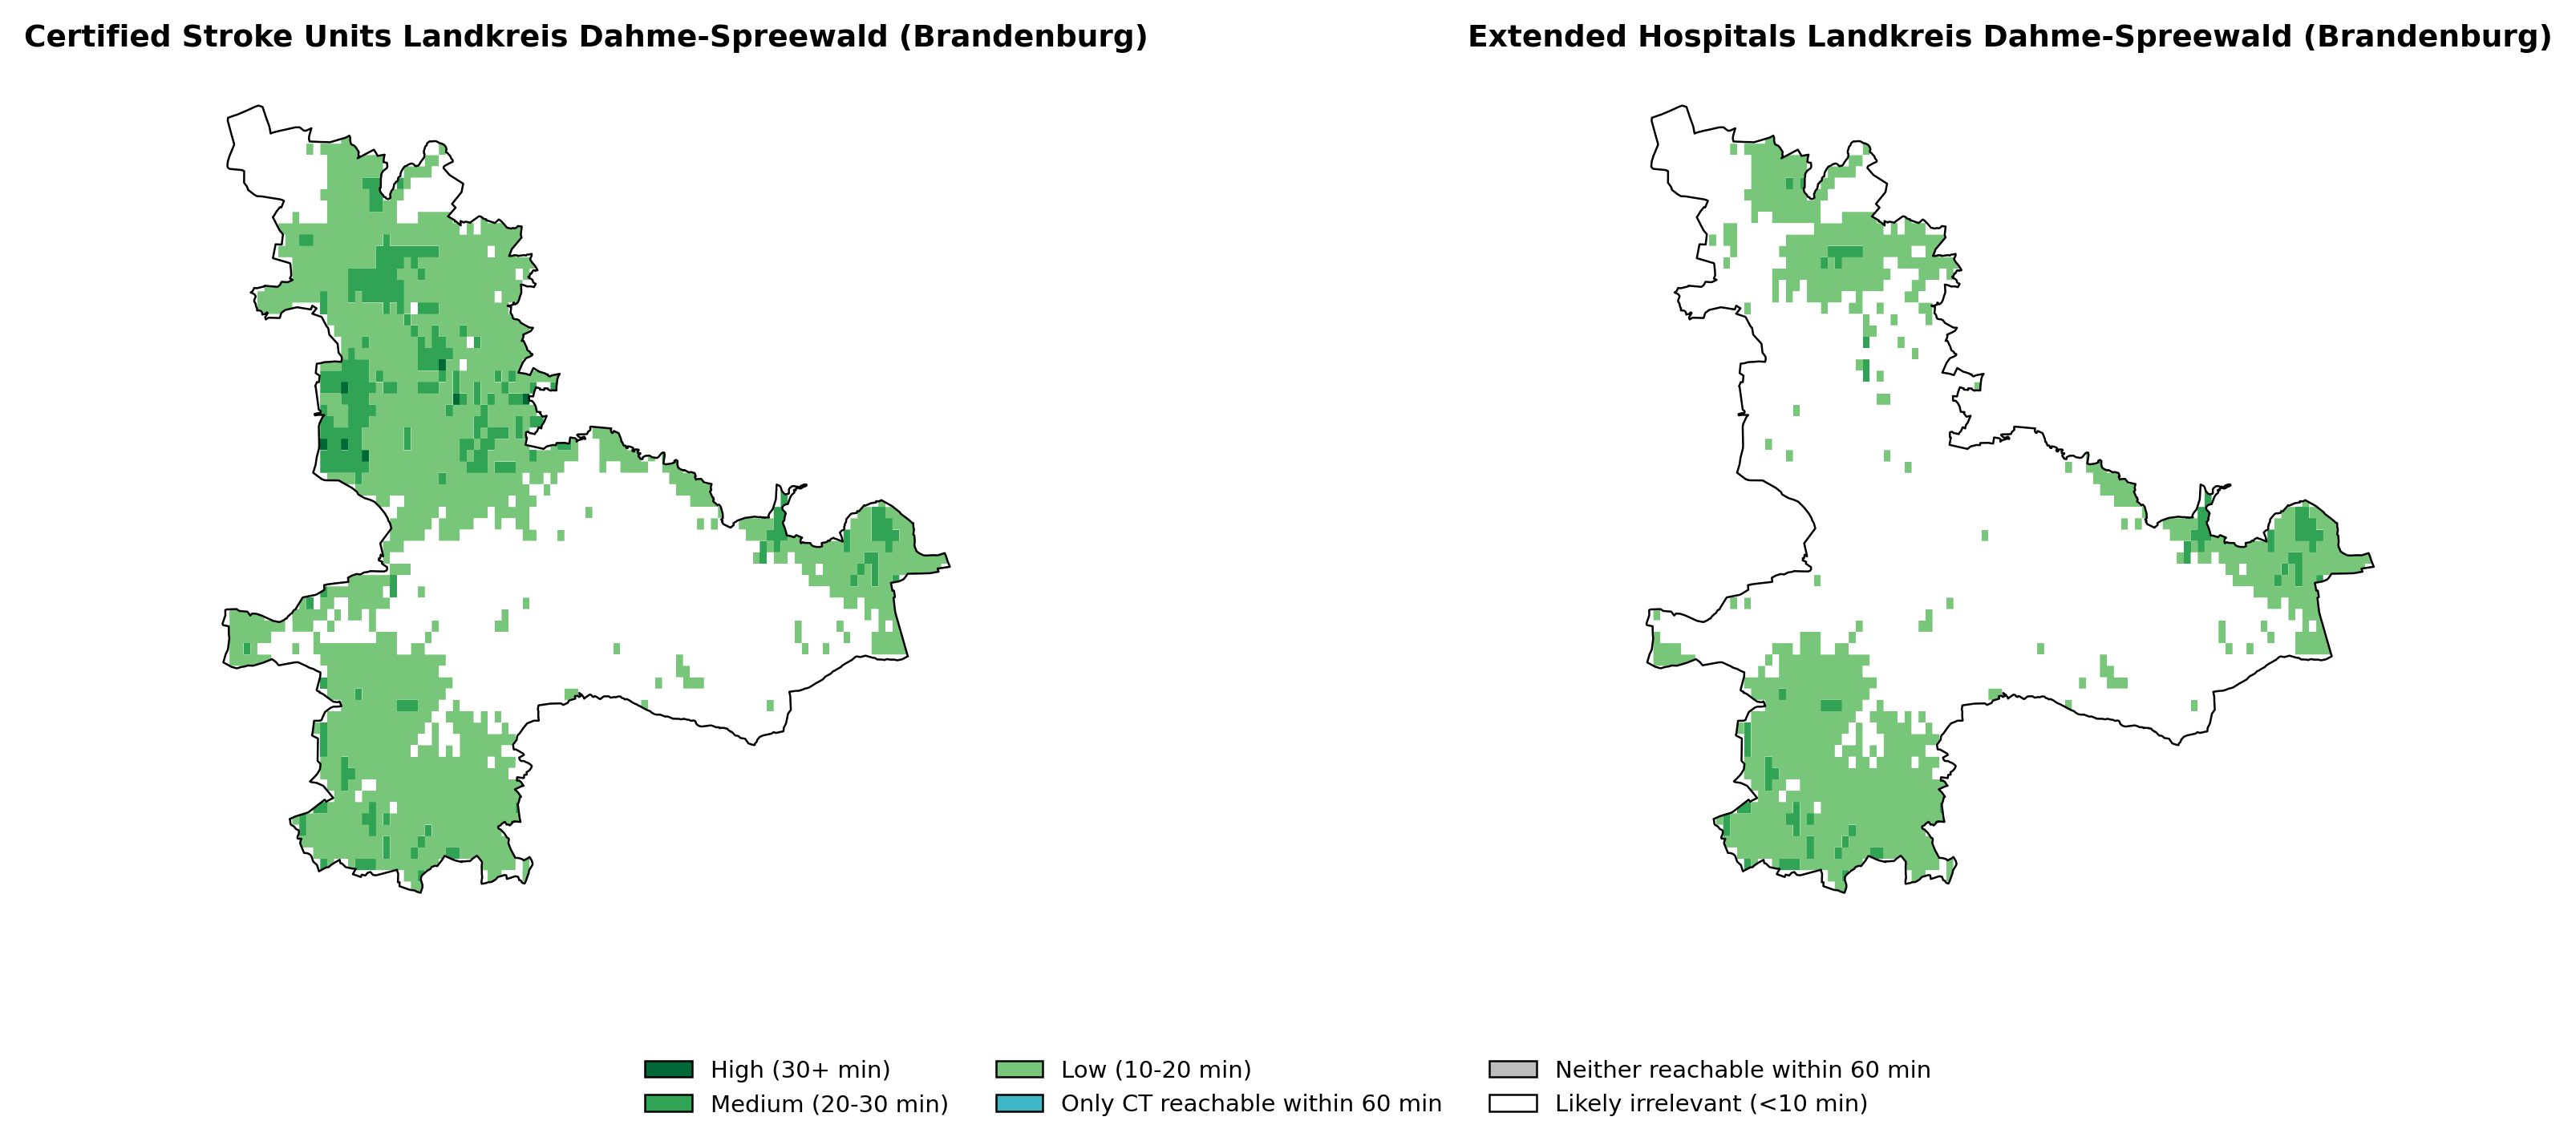 Certified Stroke Units Landkreis Dahme-Spreewald (Brandenburg)
Extended Hospitals Landkreis Dahme-Spreewald (Brandenburg)
High (30+ min)
Medium (20-30 min)
Low (10-20 min)
Only CT reachable within 60 min
Neither reachable within 60 min
Likely irrelevant (<10 min)